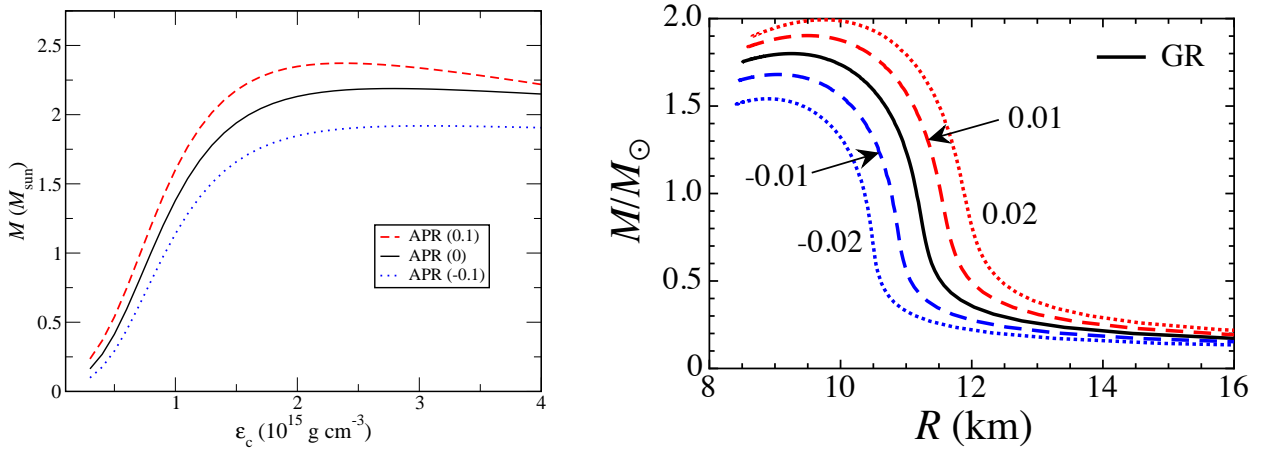 2.5
2
1.5
1
0.5
0
M (M_sun)
APR (0.1)
APR (0)
APR (-0.1)
1 2 3 4
ε_c (10^15 g cm^-3)
2.0
1.5
1.0
0.5
0
M/M_⊙
GR
0.01
-0.01
0.02
-0.02
8 10 12 14 16
R (km)